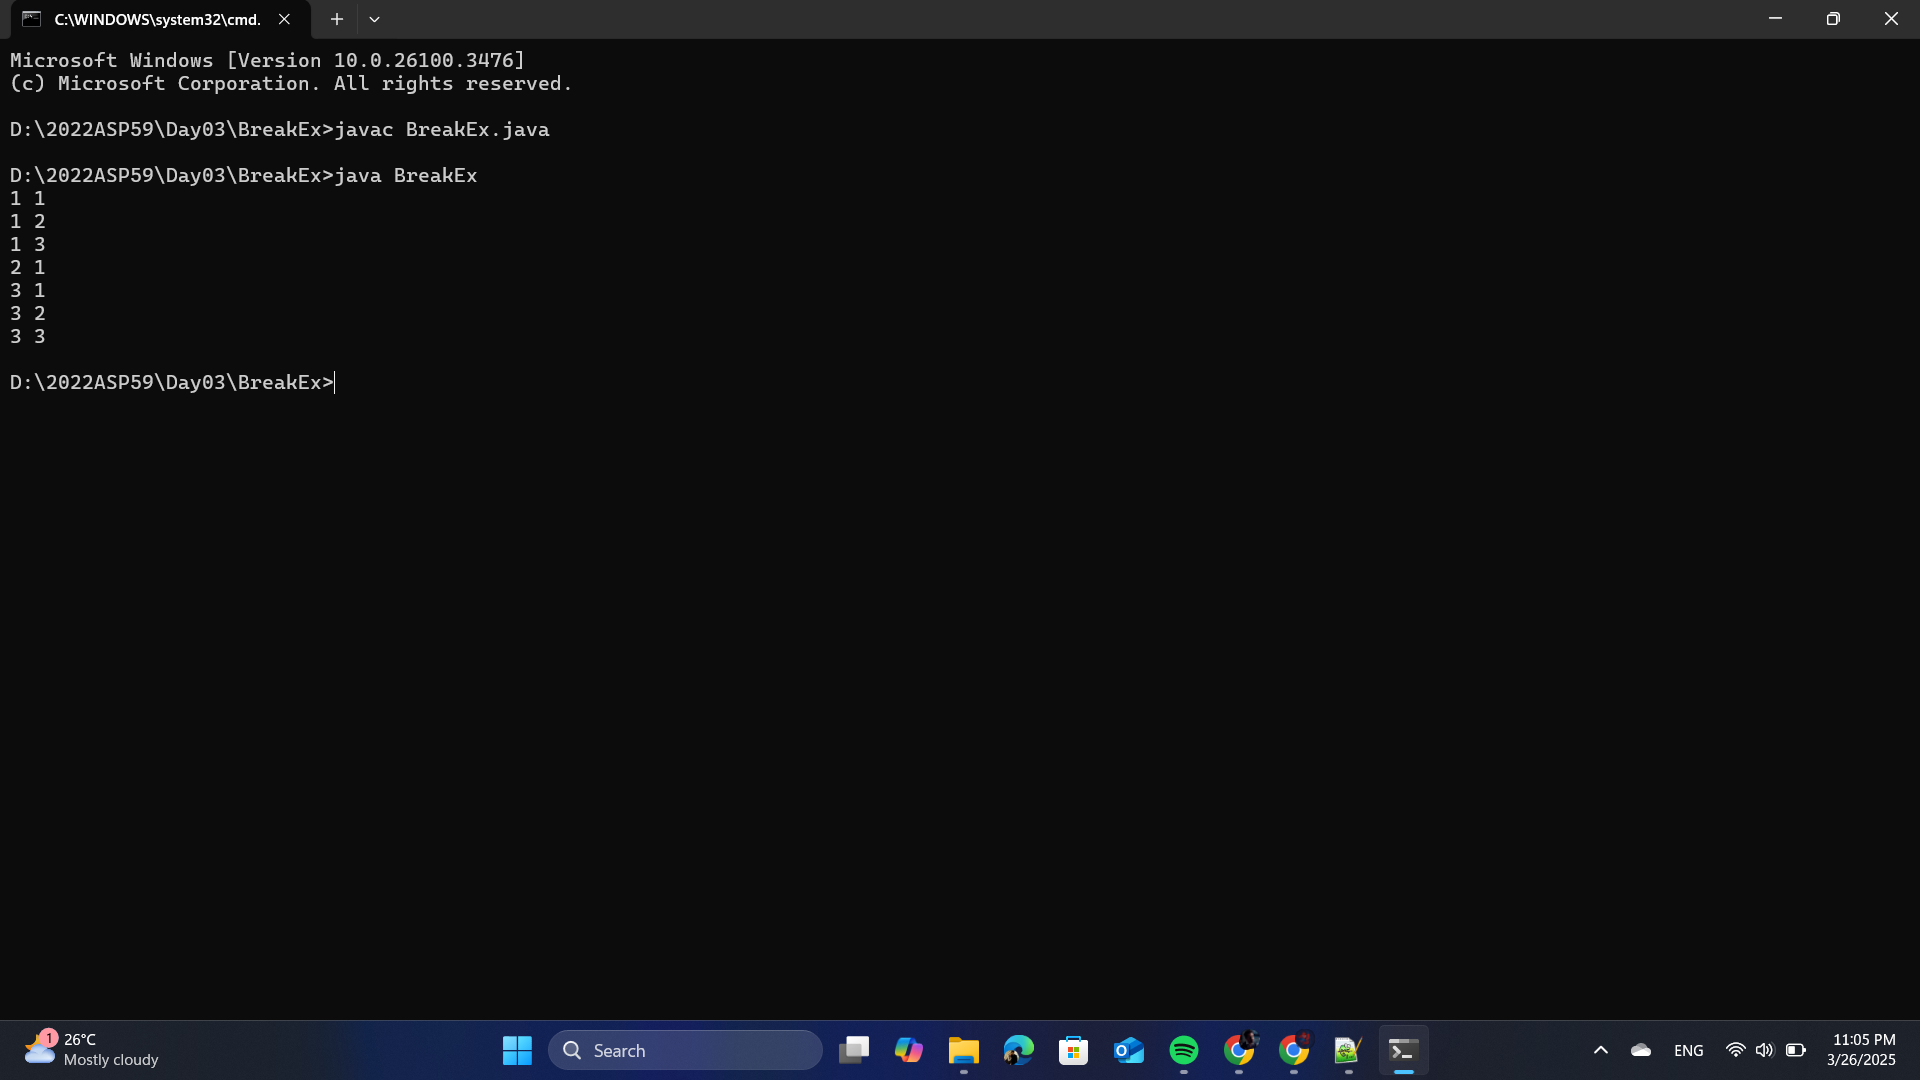 C:\WINDOWS\system32\cmd.
Microsoft Windows [Version 10.0.26100.3476]
(c) Microsoft Corporation. All rights reserved.
D:\2022ASP59\Day03\BreakEx>javac BreakEx.java
D:\2022ASP59\Day03\BreakEx>java BreakEx
1 1
1 2
1 3
2 1
3 1
3 2
3 3
D:\2022ASP59\Day03\BreakEx>
1
26°C
Mostly cloudy
Search
ENG
11:05 PM
3/26/2025